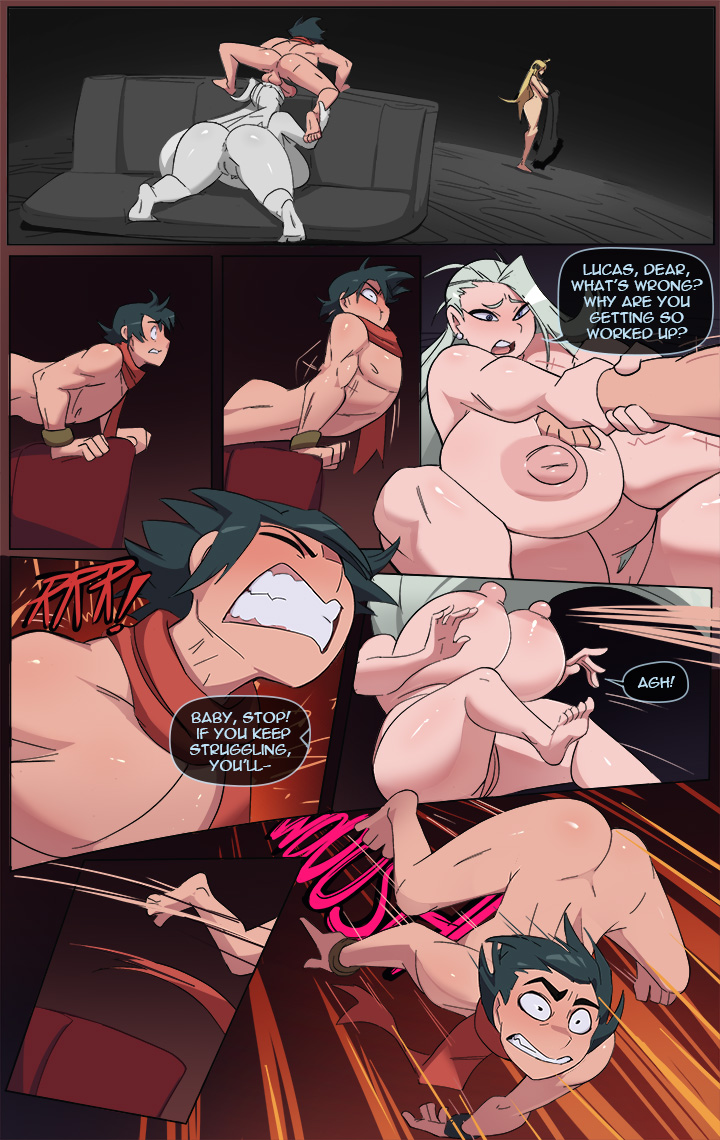 LUCAS, DEAR,
WHAT'S WRONG?
WHY ARE YOU
GETTING SO
WORKED UP?
RRR!
BABY, STOP!
IF YOU KEEP
STRUGGLING,
YOU'LL-
AGH!